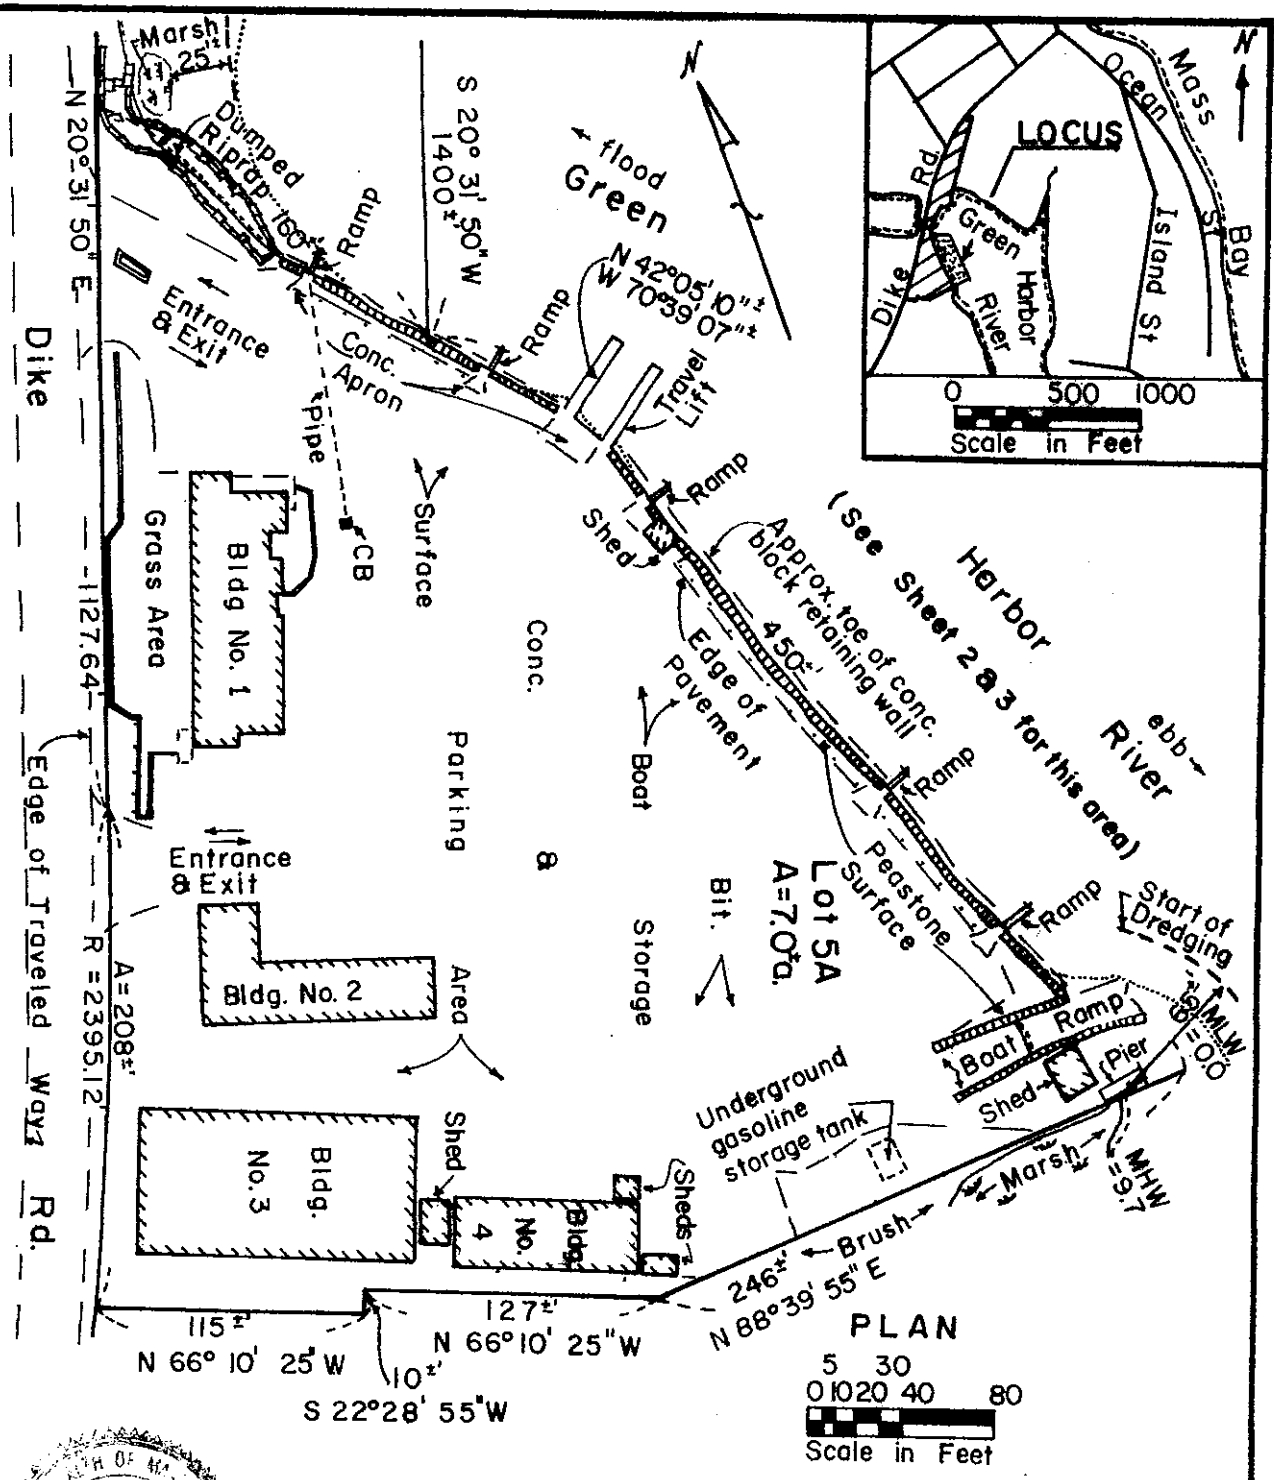 Marsh
25'±
Dumped
Riprap
160'±
Ramp
N 20° 31' 50" E
S 20° 31' 50" W
1400'±
N
flood
Green
N 42°05' 10"±
W 70°39' 07"±
Entrance
& Exit
Conc.
Apron
Ramp
Travel
Lift
Pipe
CB
Surface
Ramp
Shed
Approx. toe of conc.
block retaining wall
450±'
Edge of
Pavement
Harbor
River
(See Sheet 2 & 3 for this area)
ebb
Ramp
Ramp
Start of
Dredging
MLW
= 0.0
Dike
Rd.
Grass Area
Bldg No. 1
1127.64
Edge of Traveled Way
Conc.
&
Bit.
Parking
Area
Boat
Storage
Peastone
Surface
Lot 5A
A=7.0±a.
Entrance
& Exit
Bldg. No. 2
R = 2395.12
A=208±'
Boat
Ramp
Shed
Pier
Underground
gasoline
storage tank
Marsh
MHW
= 9.7
Brush
Bldg.
No. 3
Shed
Bldg.
No.
4
Sheds
115±'
N 66° 10' 25" W
10±'
S 22°28' 55" W
127±'
N 66°10' 25" W
246±'
N 88°39' 55" E
PLAN
5 30
0 10 20 40 80
Scale in Feet
Mass
Bay
N
Ocean
St
LOCUS
Rd.
Dike
Green
Harbor
River
Island St
0 500 1000
Scale in Feet
TH OF MA